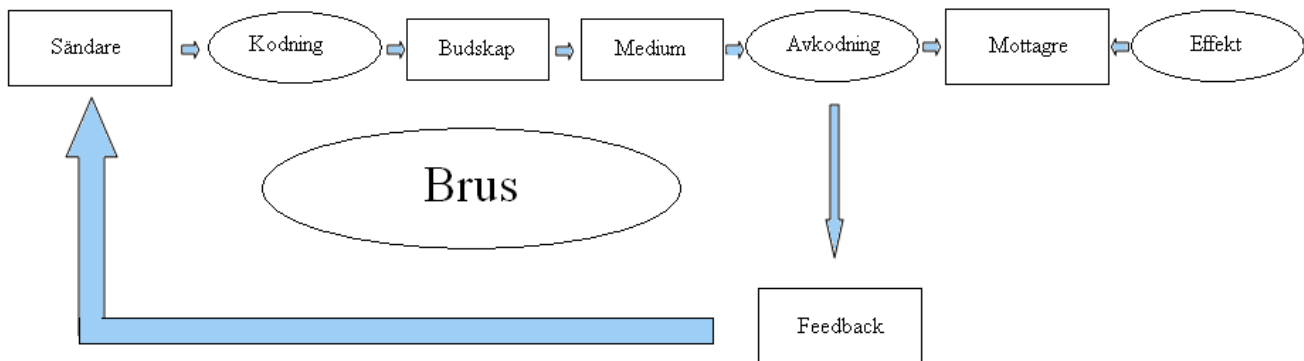 Sändare
Kodning
Budskap
Medium
Avkodning
Mottagre
Effekt
Brus
Feedback